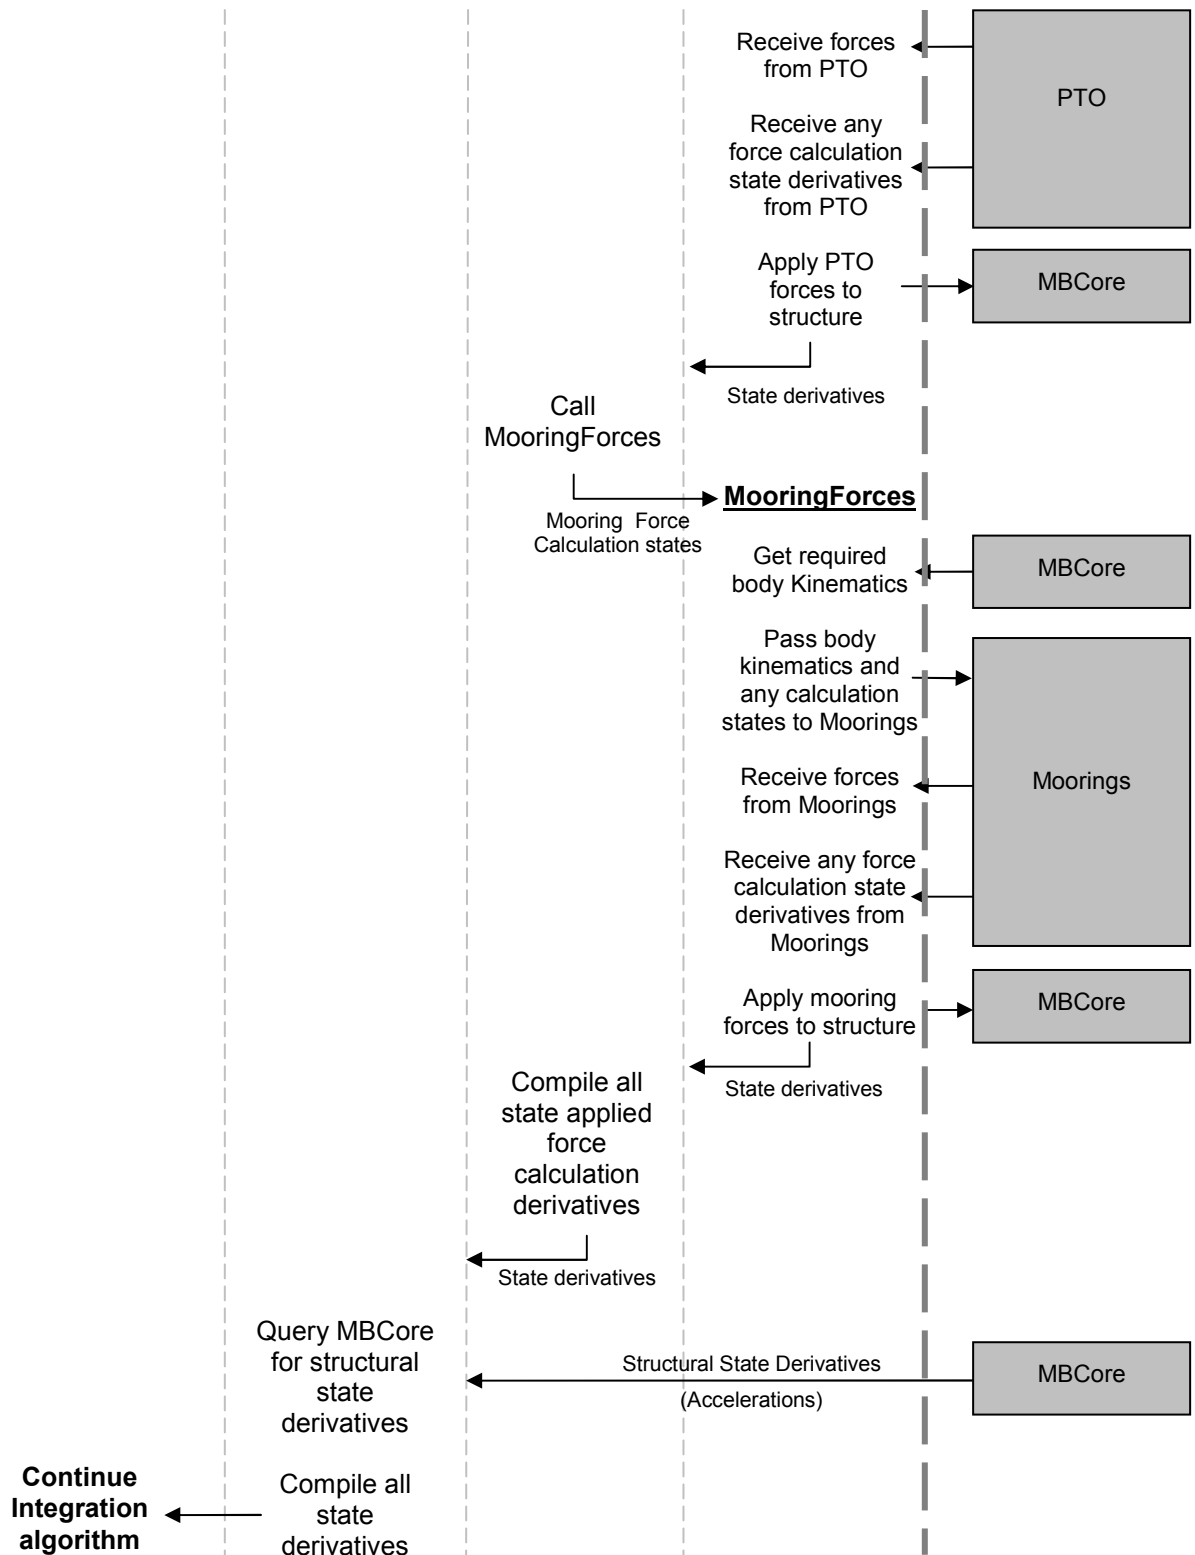 Receive forces
from PTO
PTO
Receive any
force calculation
state derivatives
from PTO
Apply PTO
forces to
structure
MBCore
State derivatives
Call
MooringForces
MooringForces
Mooring Force
Calculation states
Get required
body Kinematics
MBCore
Pass body
kinematics and
any calculation
states to Moorings
Moorings
Receive forces
from Moorings
Receive any force
calculation state
derivatives from
Moorings
Apply mooring
forces to structure
MBCore
State derivatives
Compile all
state applied
force
calculation
derivatives
State derivatives
Query MBCore
for structural
state
derivatives
Structural State Derivatives
(Accelerations)
MBCore
Continue
Integration
algorithm
Compile all
state
derivatives